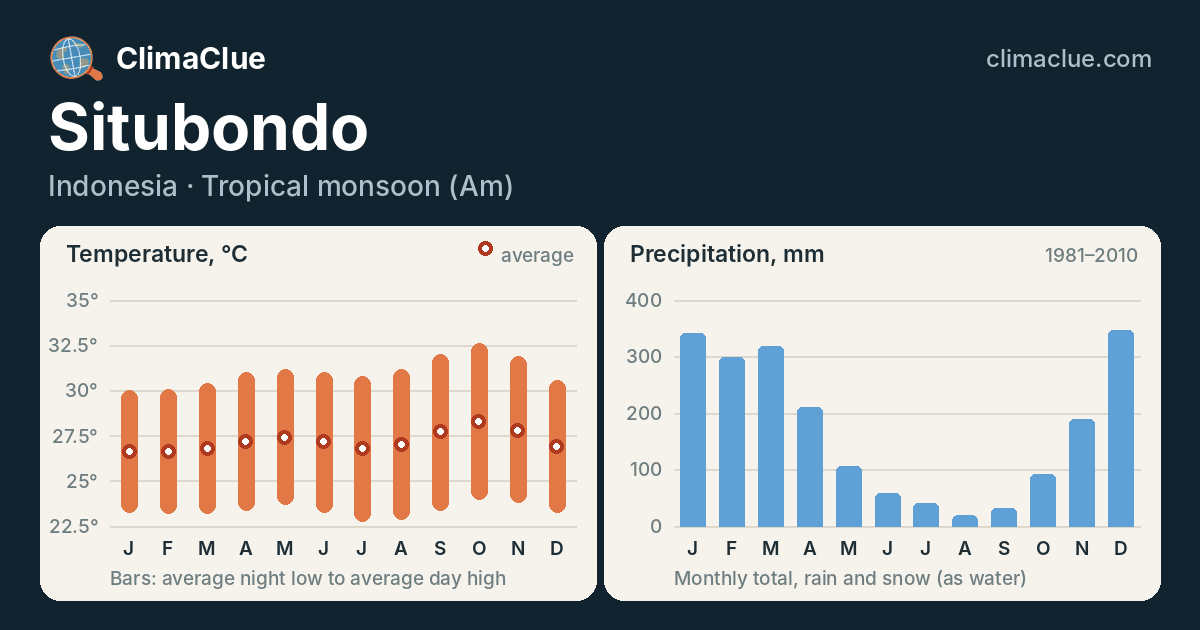 ClimaClue
climaclue.com
Situbondo
Indonesia · Tropical monsoon (Am)
Temperature, °C
average
35°
32.5°
30°
27.5°
25°
22.5°
J F M A M J J A S O N D
Bars: average night low to average day high
Precipitation, mm
1981–2010
400
300
200
100
0
J F M A M J J A S O N D
Monthly total, rain and snow (as water)